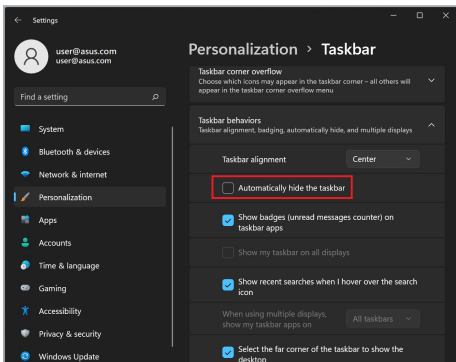 Settings
user@asus.com
user@asus.com
Find a setting
System
Bluetooth & devices
Network & internet
Personalization
Apps
Accounts
Time & language
Gaming
Accessibility
Privacy & security
Windows Update
Personalization > Taskbar
Taskbar corner overflow
Choose which icons may appear in the taskbar corner – all others will
appear in the taskbar corner overflow menu
Taskbar behaviors
Taskbar alignment, badging, automatically hide, and multiple displays
Taskbar alignment
Center
Automatically hide the taskbar
Show badges (unread messages counter) on
taskbar apps
Show my taskbar on all displays
Show recent searches when I hover over the search
icon
When using multiple displays,
show my taskbar apps on
All taskbars
Select the far corner of the taskbar to show the
desktop